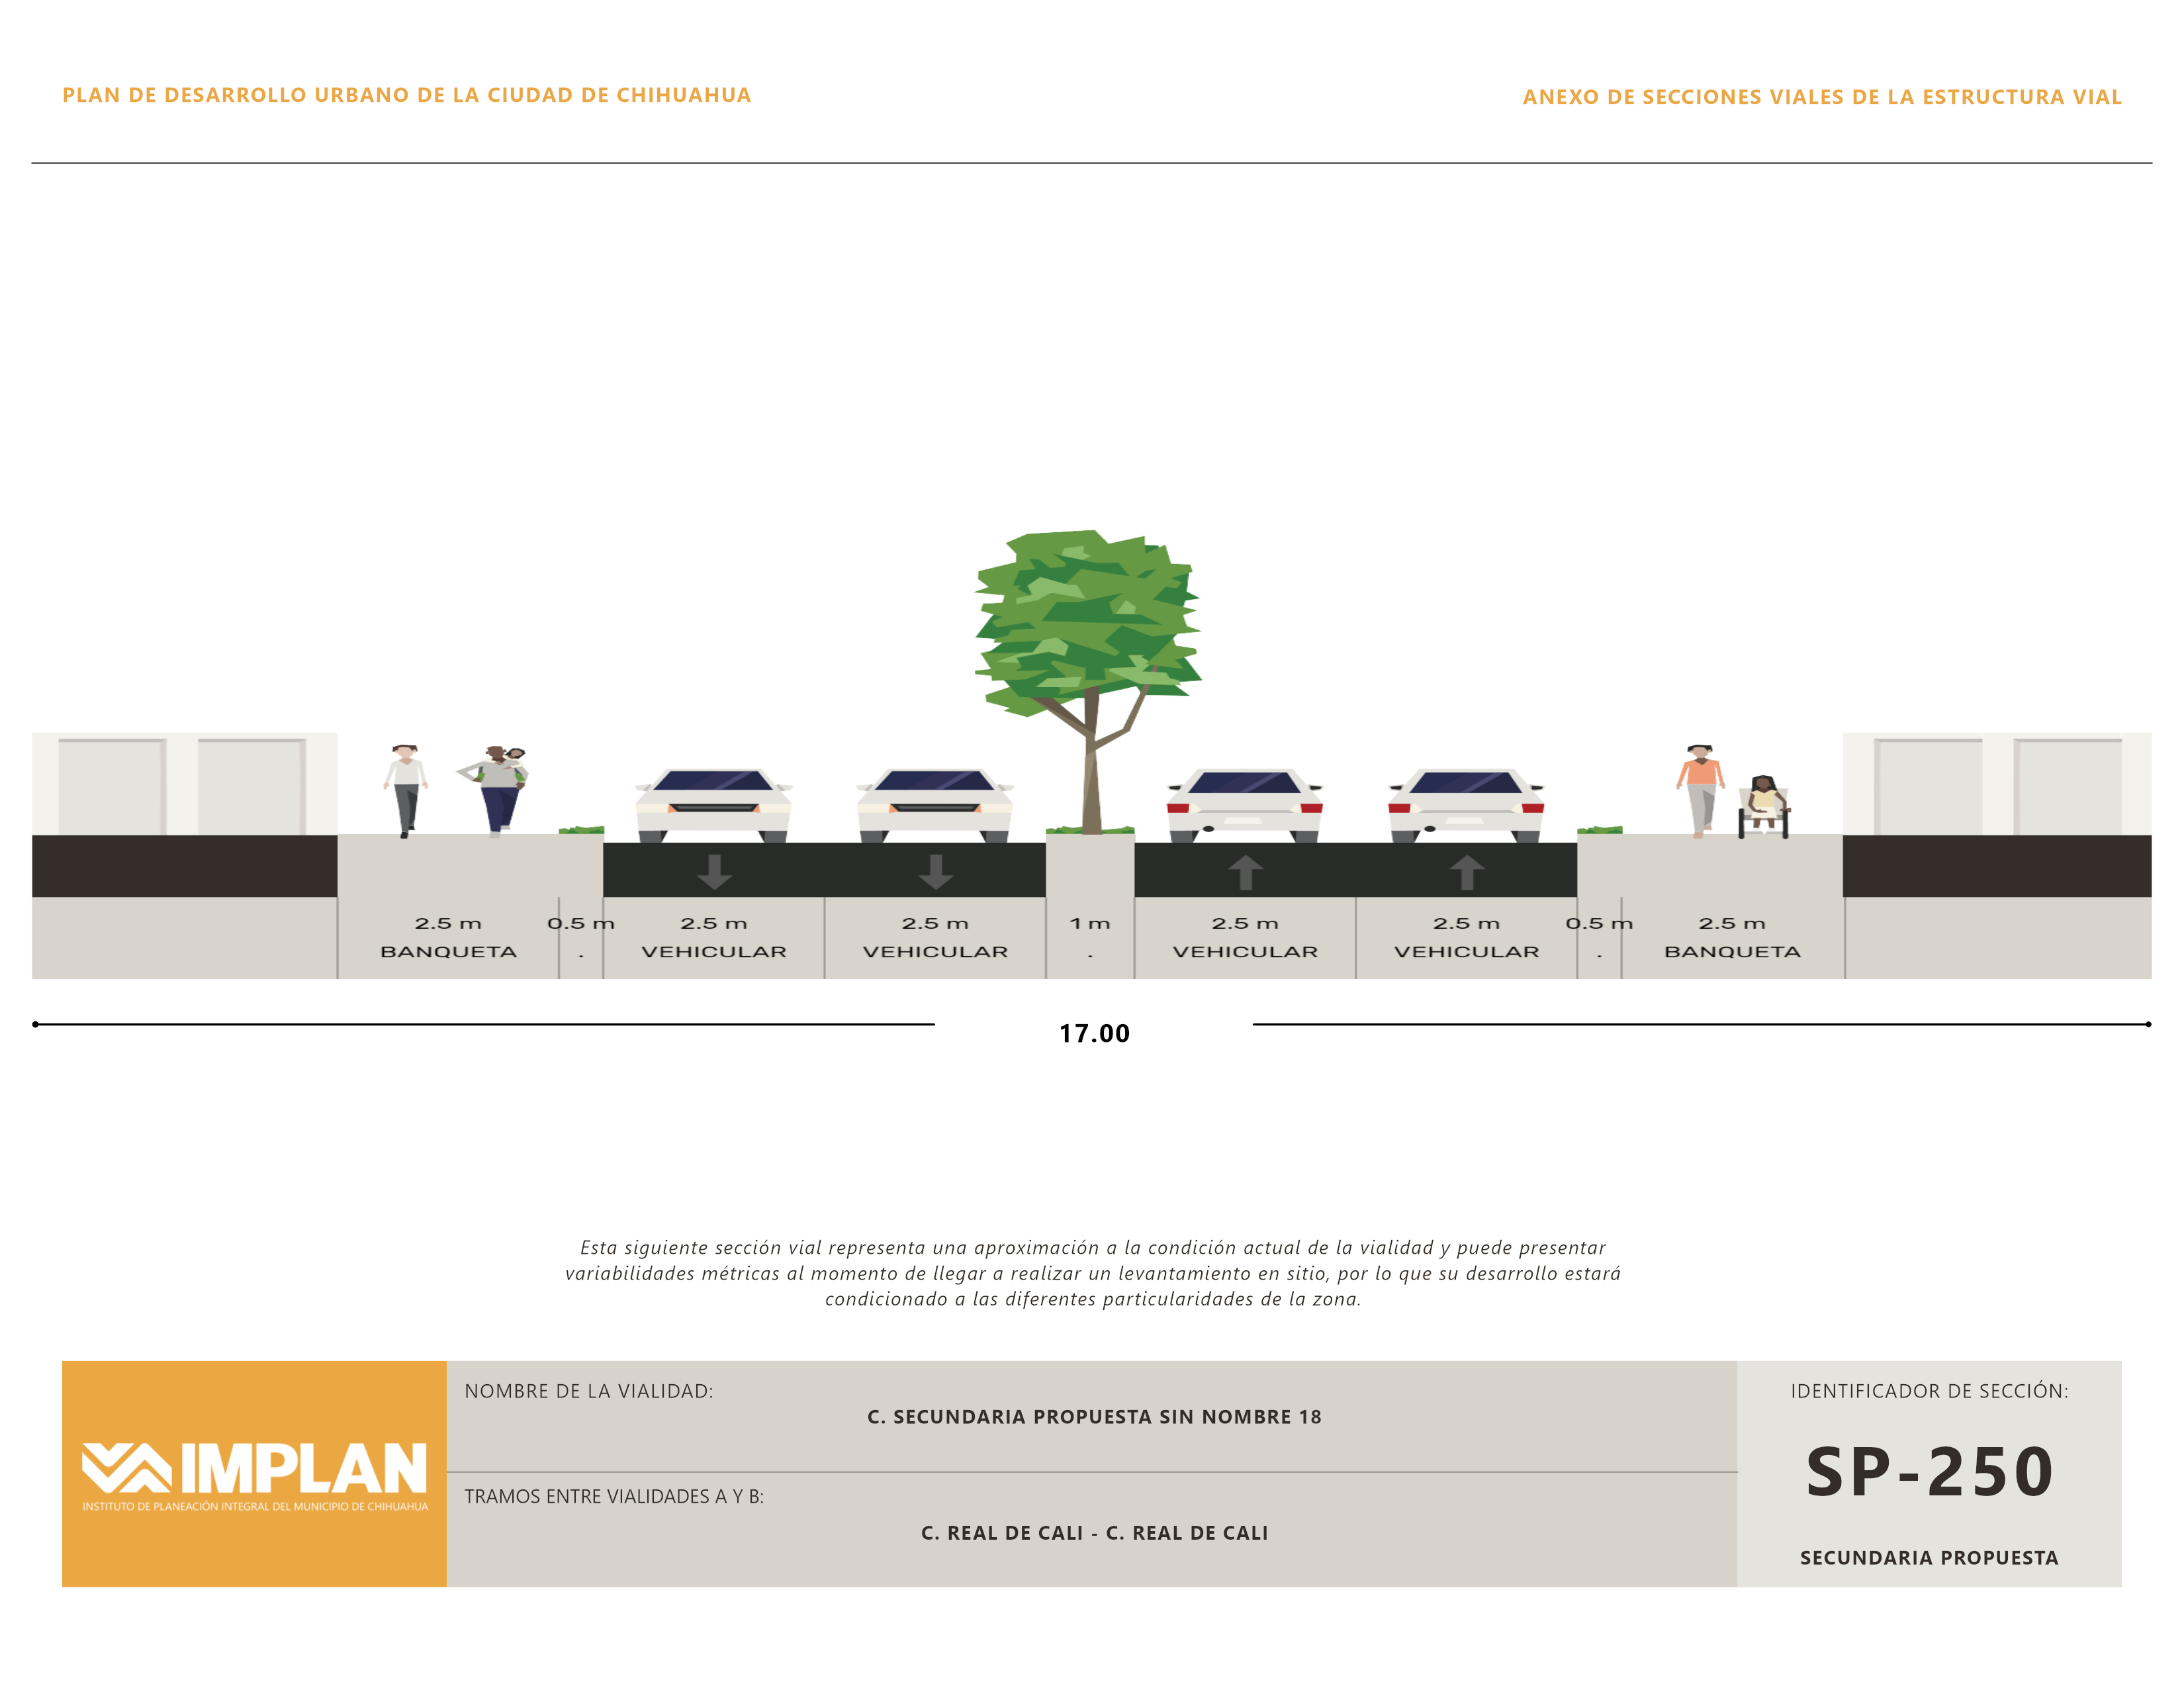 PLAN DE DESARROLLO URBANO DE LA CIUDAD DE CHIHUAHUA
ANEXO DE SECCIONES VIALES DE LA ESTRUCTURA VIAL
2.5 m 0.5 m 2.5 m 2.5 m 1 m 2.5 m 2.5 m 0.5 m 2.5 m
BANQUETA . VEHICULAR VEHICULAR . VEHICULAR VEHICULAR . BANQUETA
17.00
Esta siguiente sección vial representa una aproximación a la condición actual de la vialidad y puede presentar
variabilidades métricas al momento de llegar a realizar un levantamiento en sitio, por lo que su desarrollo estará
condicionado a las diferentes particularidades de la zona.
IMPLAN
INSTITUTO DE PLANEACIÓN INTEGRAL DEL MUNICIPIO DE CHIHUAHUA
NOMBRE DE LA VIALIDAD:
C. SECUNDARIA PROPUESTA SIN NOMBRE 18
TRAMOS ENTRE VIALIDADES A Y B:
C. REAL DE CALI - C. REAL DE CALI
IDENTIFICADOR DE SECCIÓN:
SP-250
SECUNDARIA PROPUESTA